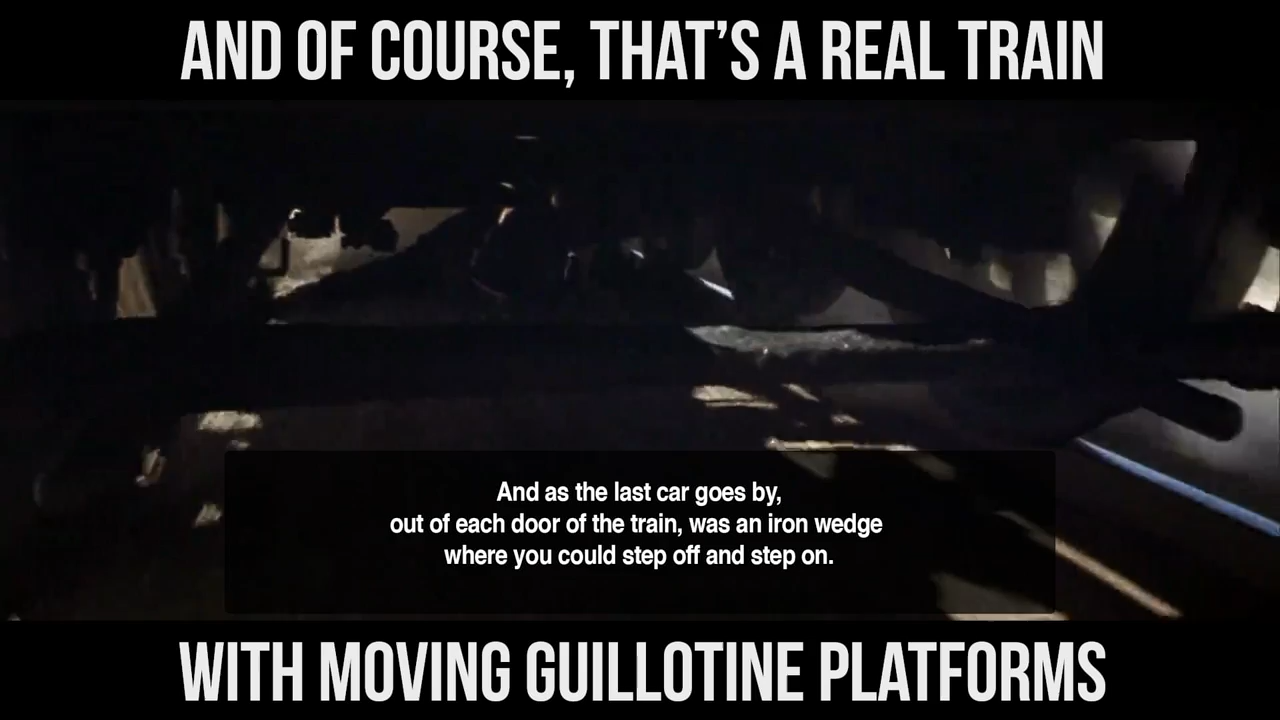 AND OF COURSE, THAT’S A REAL TRAIN
And as the last car goes by,
out of each door of the train, was an iron wedge
where you could step off and step on.
WITH MOVING GUILLOTINE PLATFORMS